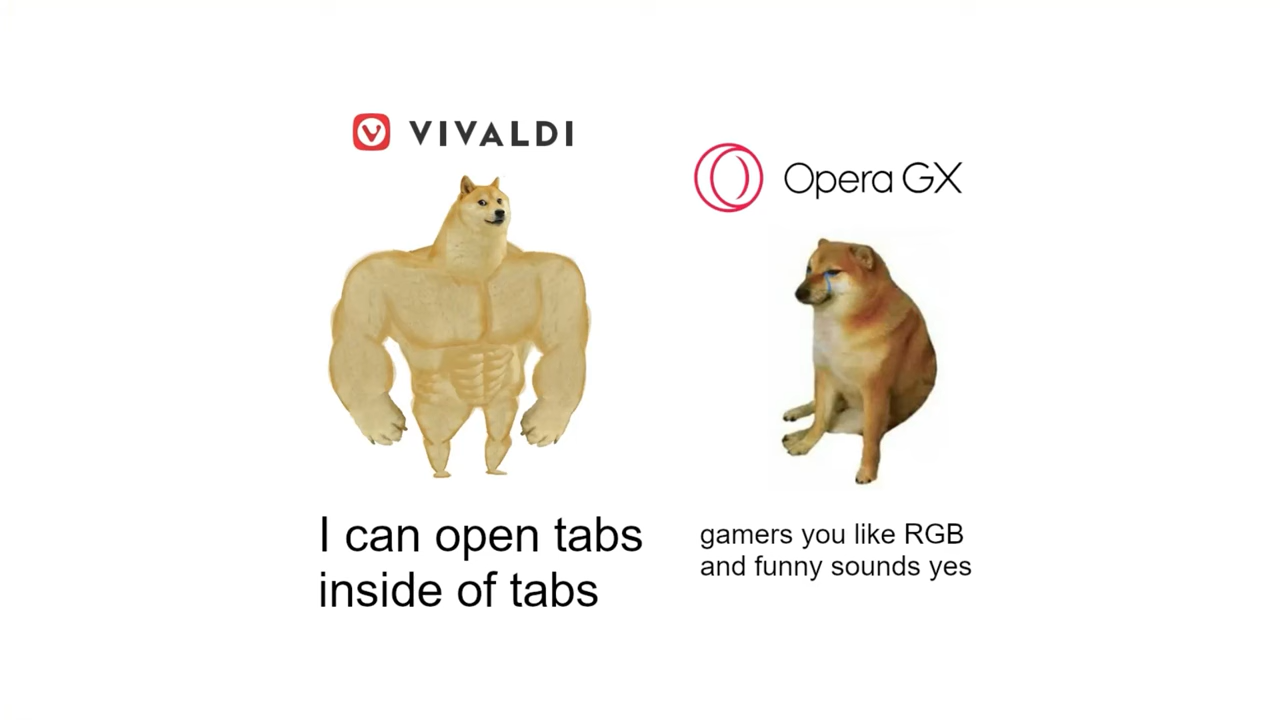 VIVALDI
Opera GX
I can open tabs
inside of tabs
gamers you like RGB
and funny sounds yes